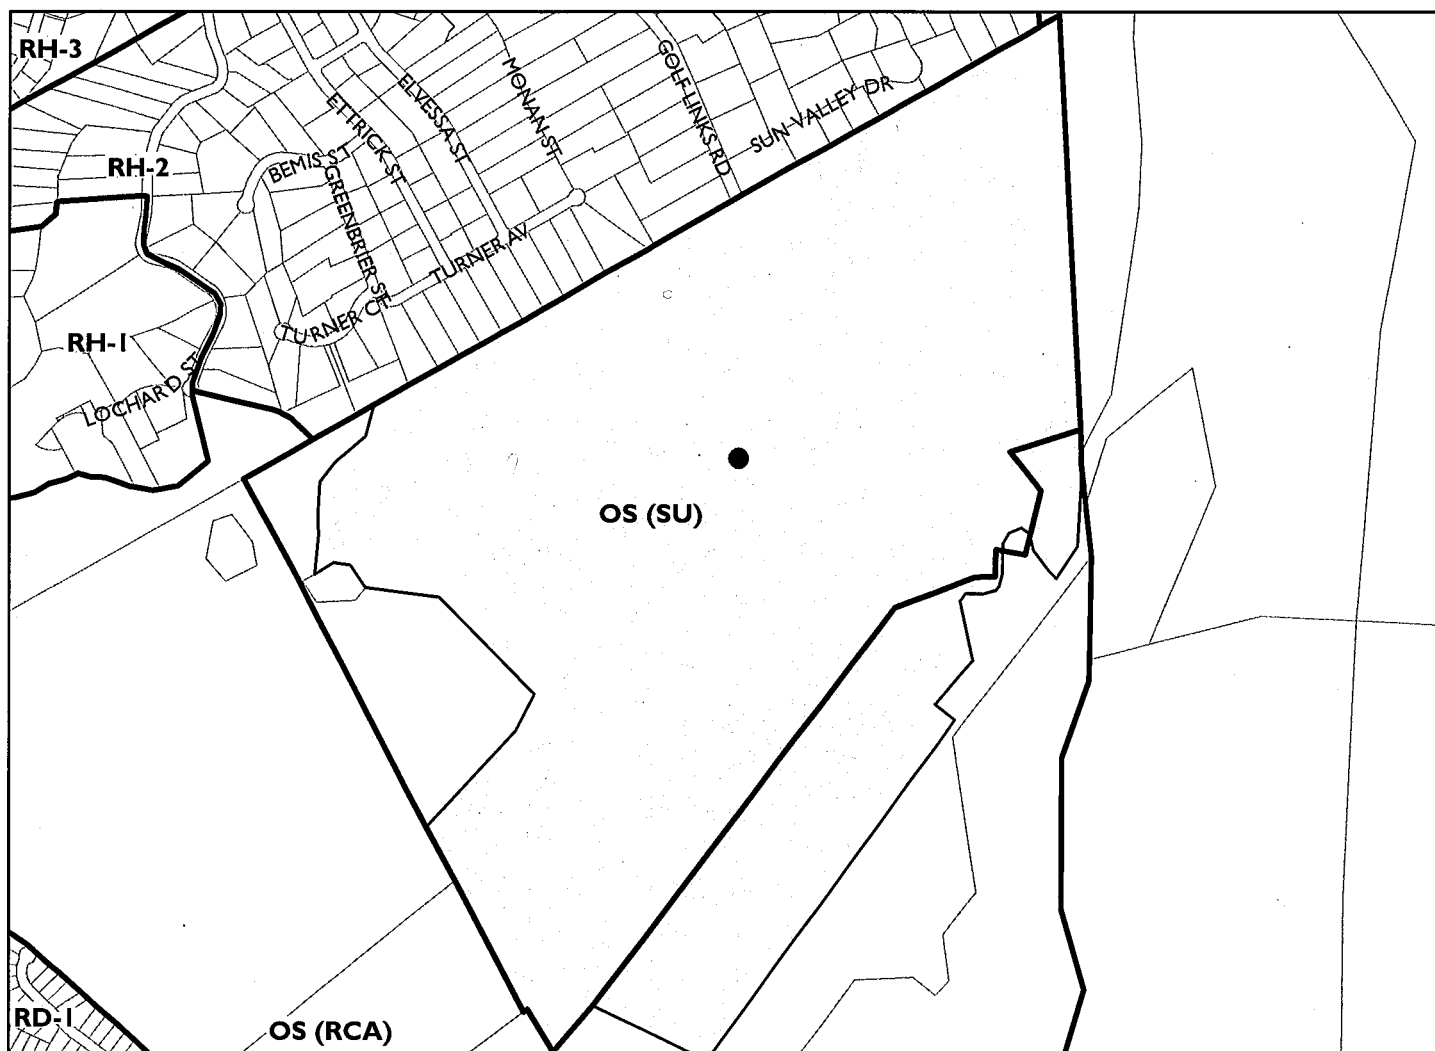 RH-3
GOLF LINKS RD
MONAN ST
ELVESSA ST
SUN VALLEY DR
ETTRICK ST
BEMIS ST
RH-2
GREENBRIER ST
TURNER AV
TURNER CT
RH-1
LOCHARD ST
OS (SU)
RD-1
OS (RCA)